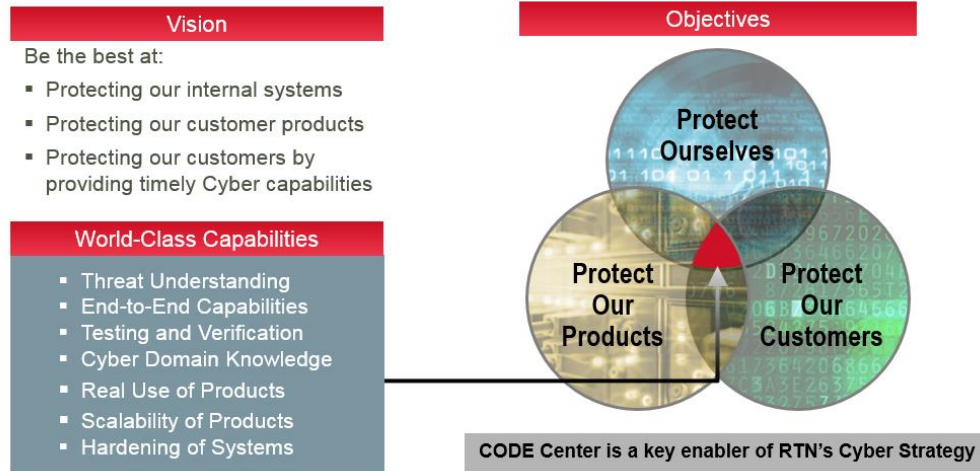 Vision
Be the best at:
▪ Protecting our internal systems
▪ Protecting our customer products
▪ Protecting our customers by
providing timely Cyber capabilities
World-Class Capabilities
▪ Threat Understanding
▪ End-to-End Capabilities
▪ Testing and Verification
▪ Cyber Domain Knowledge
▪ Real Use of Products
▪ Scalability of Products
▪ Hardening of Systems
Objectives
Protect
Ourselves
Protect
Our
Products
Protect
Our
Customers
CODE Center is a key enabler of RTN's Cyber Strategy